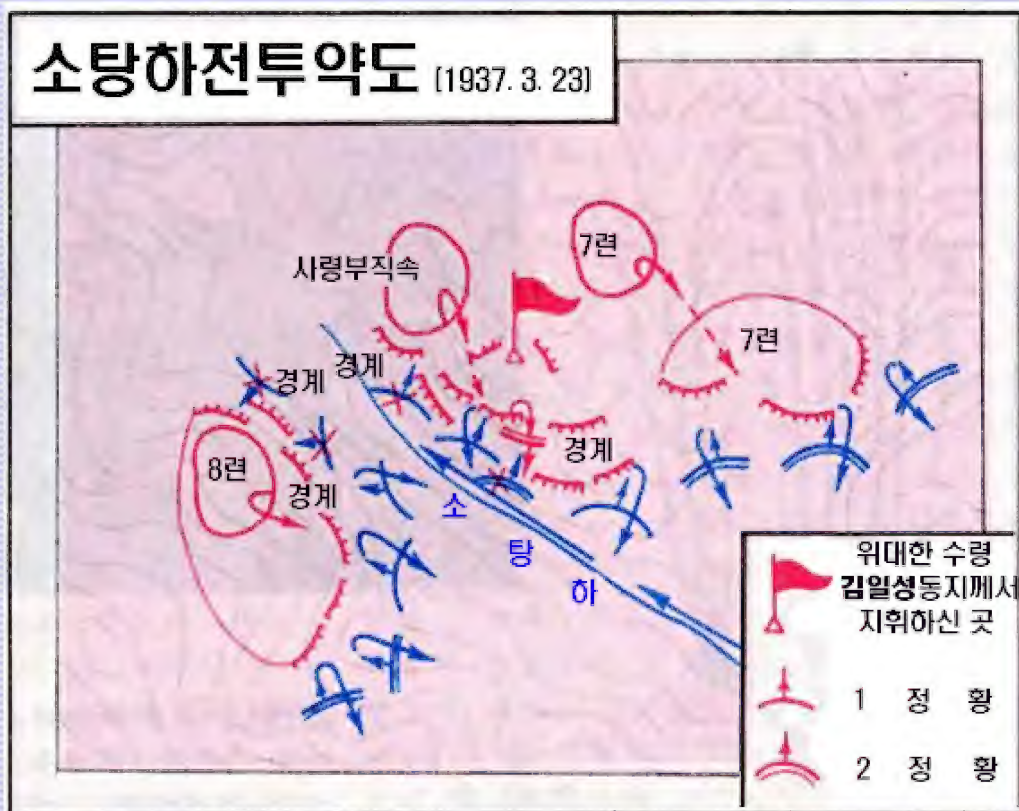 소탕하전투약도 [1937. 3. 23]
7련
사령부직속
7련
경계
경계
8련
경계
경계
소
탕
하
위대한 수령
김일성동지께서
지휘하신 곳
1 정 황
2 정 황